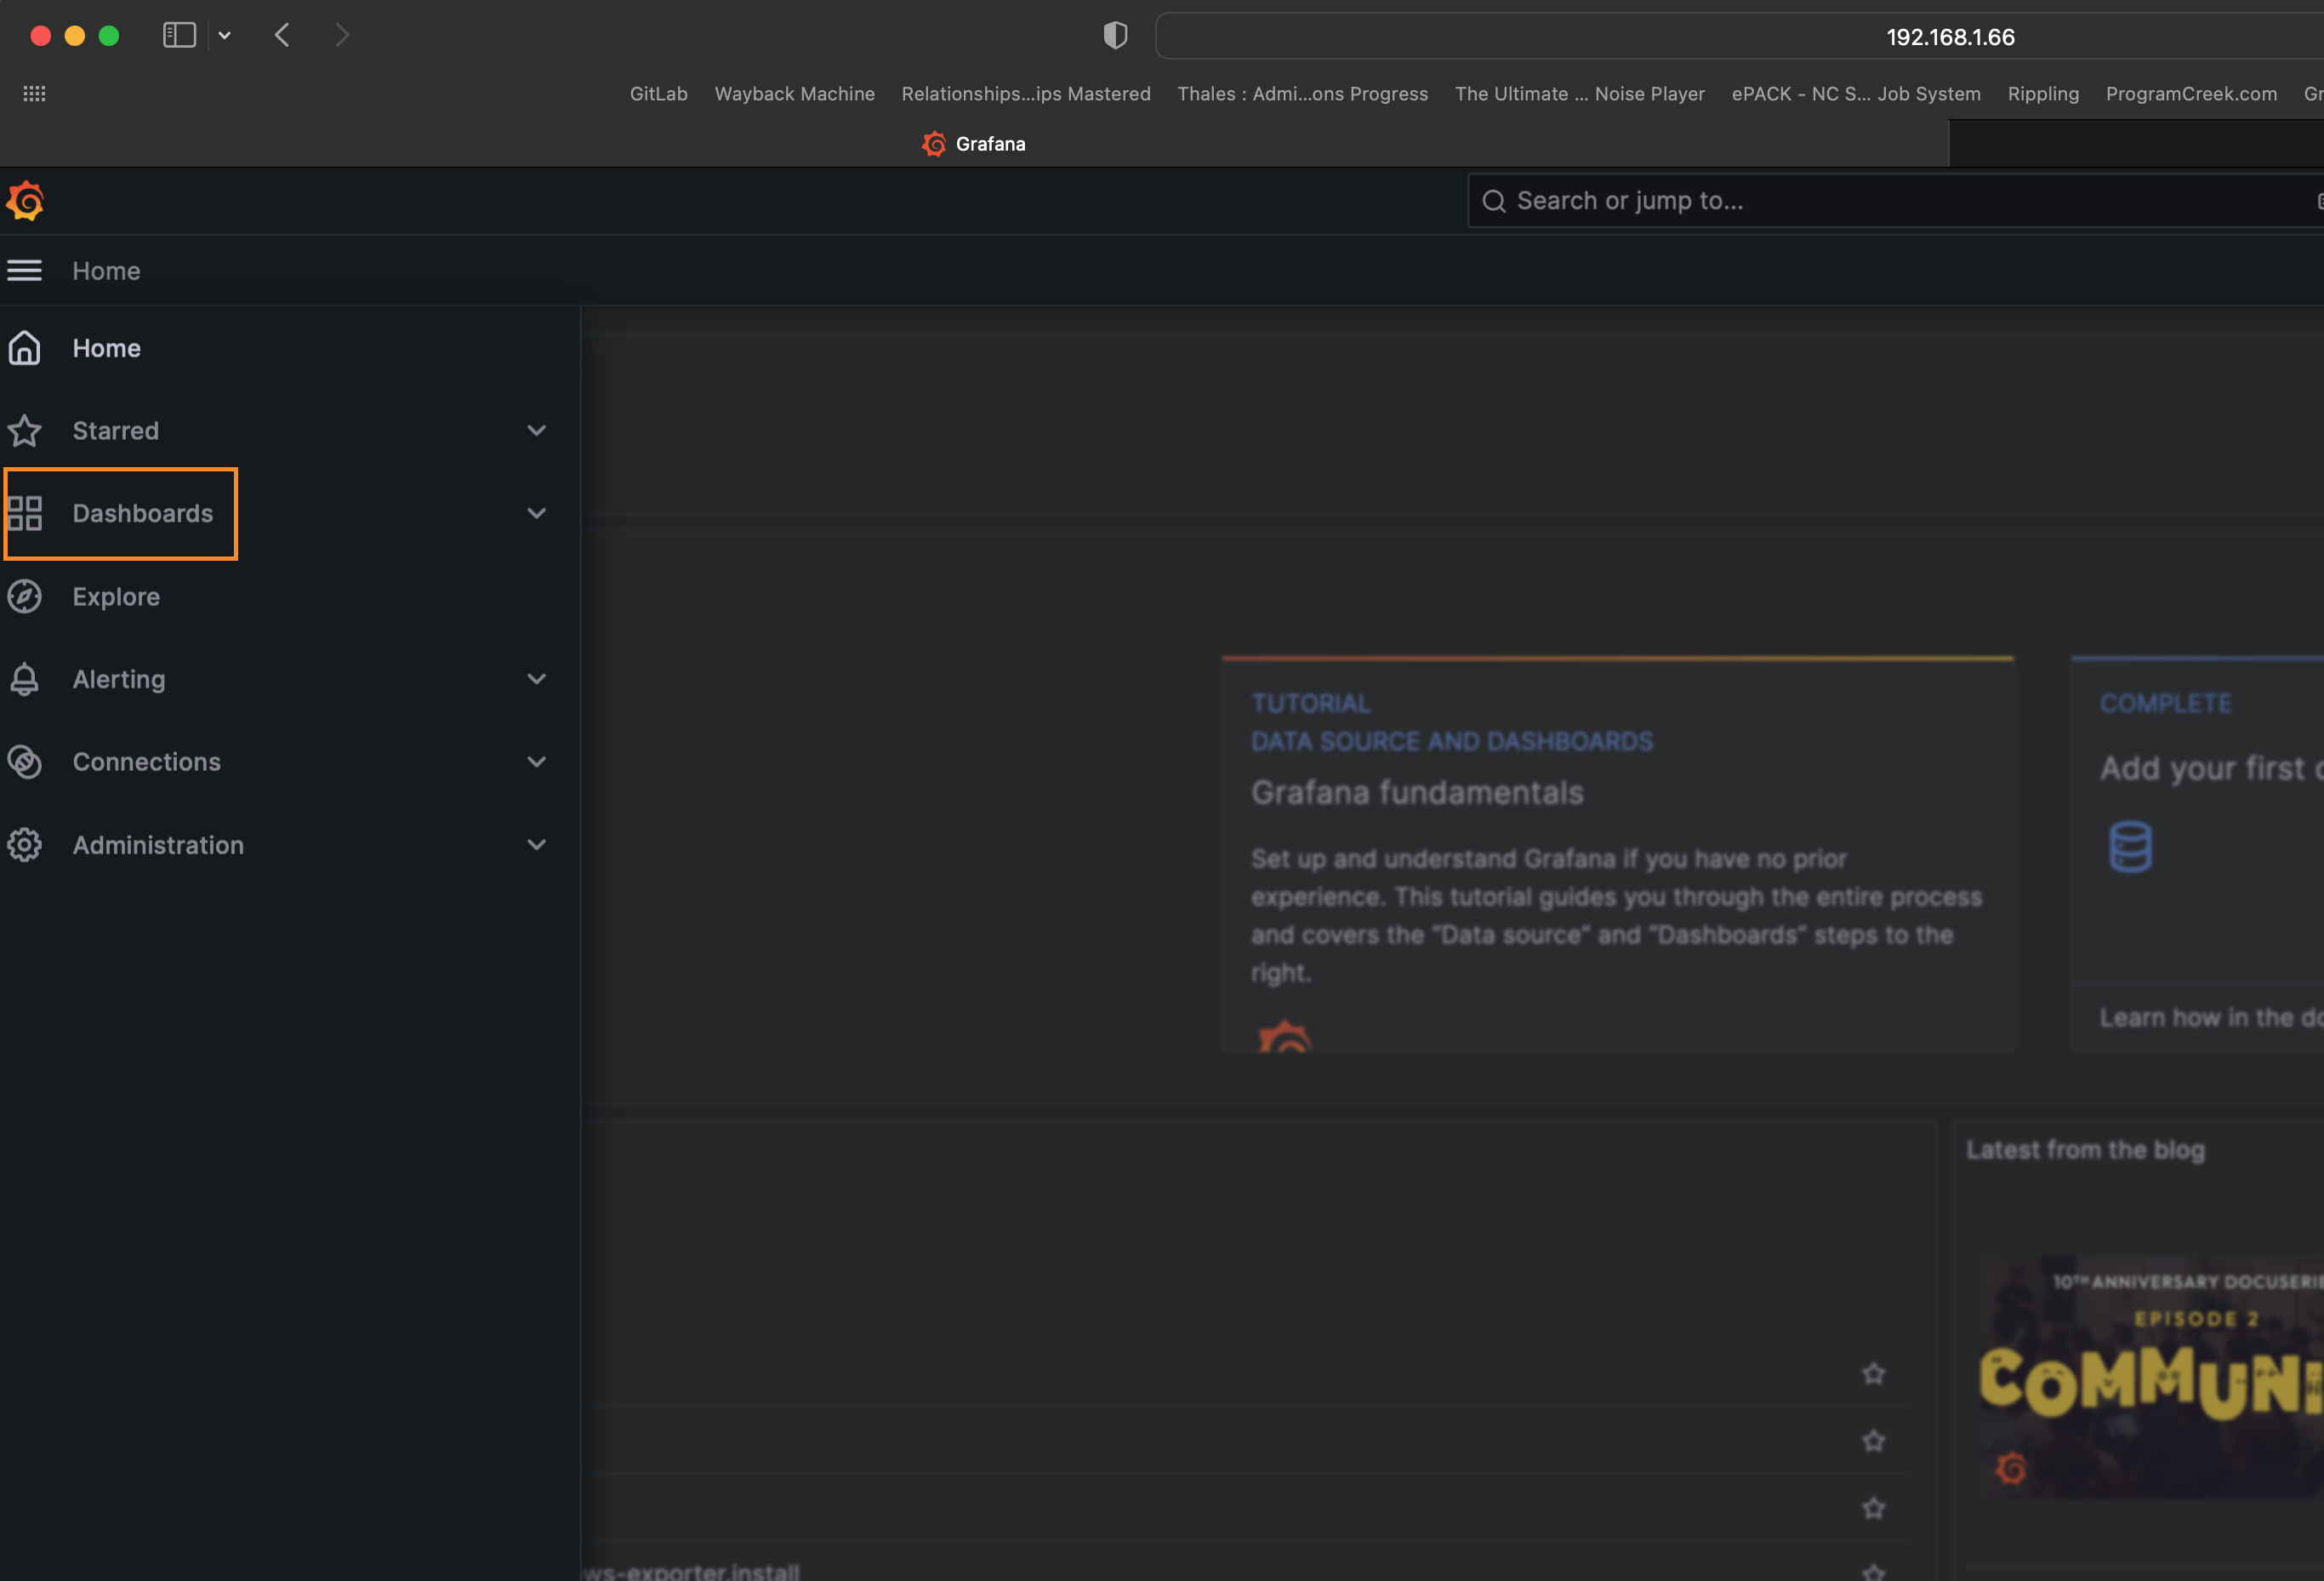 192.168.1.66
GitLab
Wayback Machine
Relationships...ips Mastered
Thales : Admi...ons Progress
The Ultimate ... Noise Player
ePACK - NC S... Job System
Rippling
ProgramCreek.com
Gr
Grafana
Search or jump to...
Home
Home
Starred
Dashboards
Explore
Alerting
Connections
Administration
TUTORIAL
DATA SOURCE AND DASHBOARDS
Grafana fundamentals
Set up and understand Grafana if you have no prior
experience. This tutorial guides you through the entire process
and covers the “Data source” and “Dashboards” steps to the
right.
COMPLETE
Add your first
Learn how in the do
Latest from the blog
10TH ANNIVERSARY DOCUSERIE
EPISODE 2
COMMUNI
ws-exporter.install